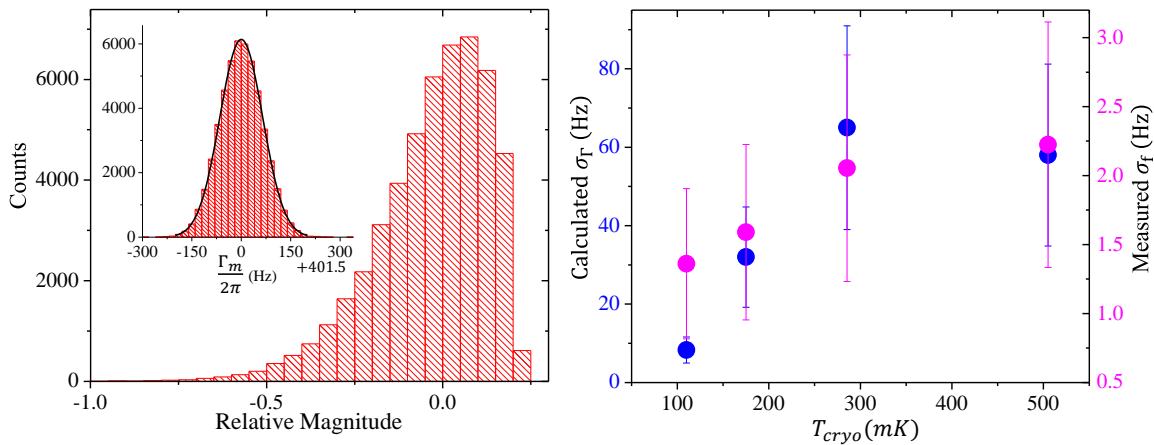 6000
4000
2000
0
-300 -150 0 150 300
Γm/2π (Hz) +401.5
Counts
6000
4000
2000
0
-1.0 -0.5 0.0
Relative Magnitude
Calculated σΓ (Hz)
80
60
40
20
0
100 200 300 400 500
Tcryo(mK)
3.0
2.5
2.0
1.5
1.0
0.5
Measured σf (Hz)